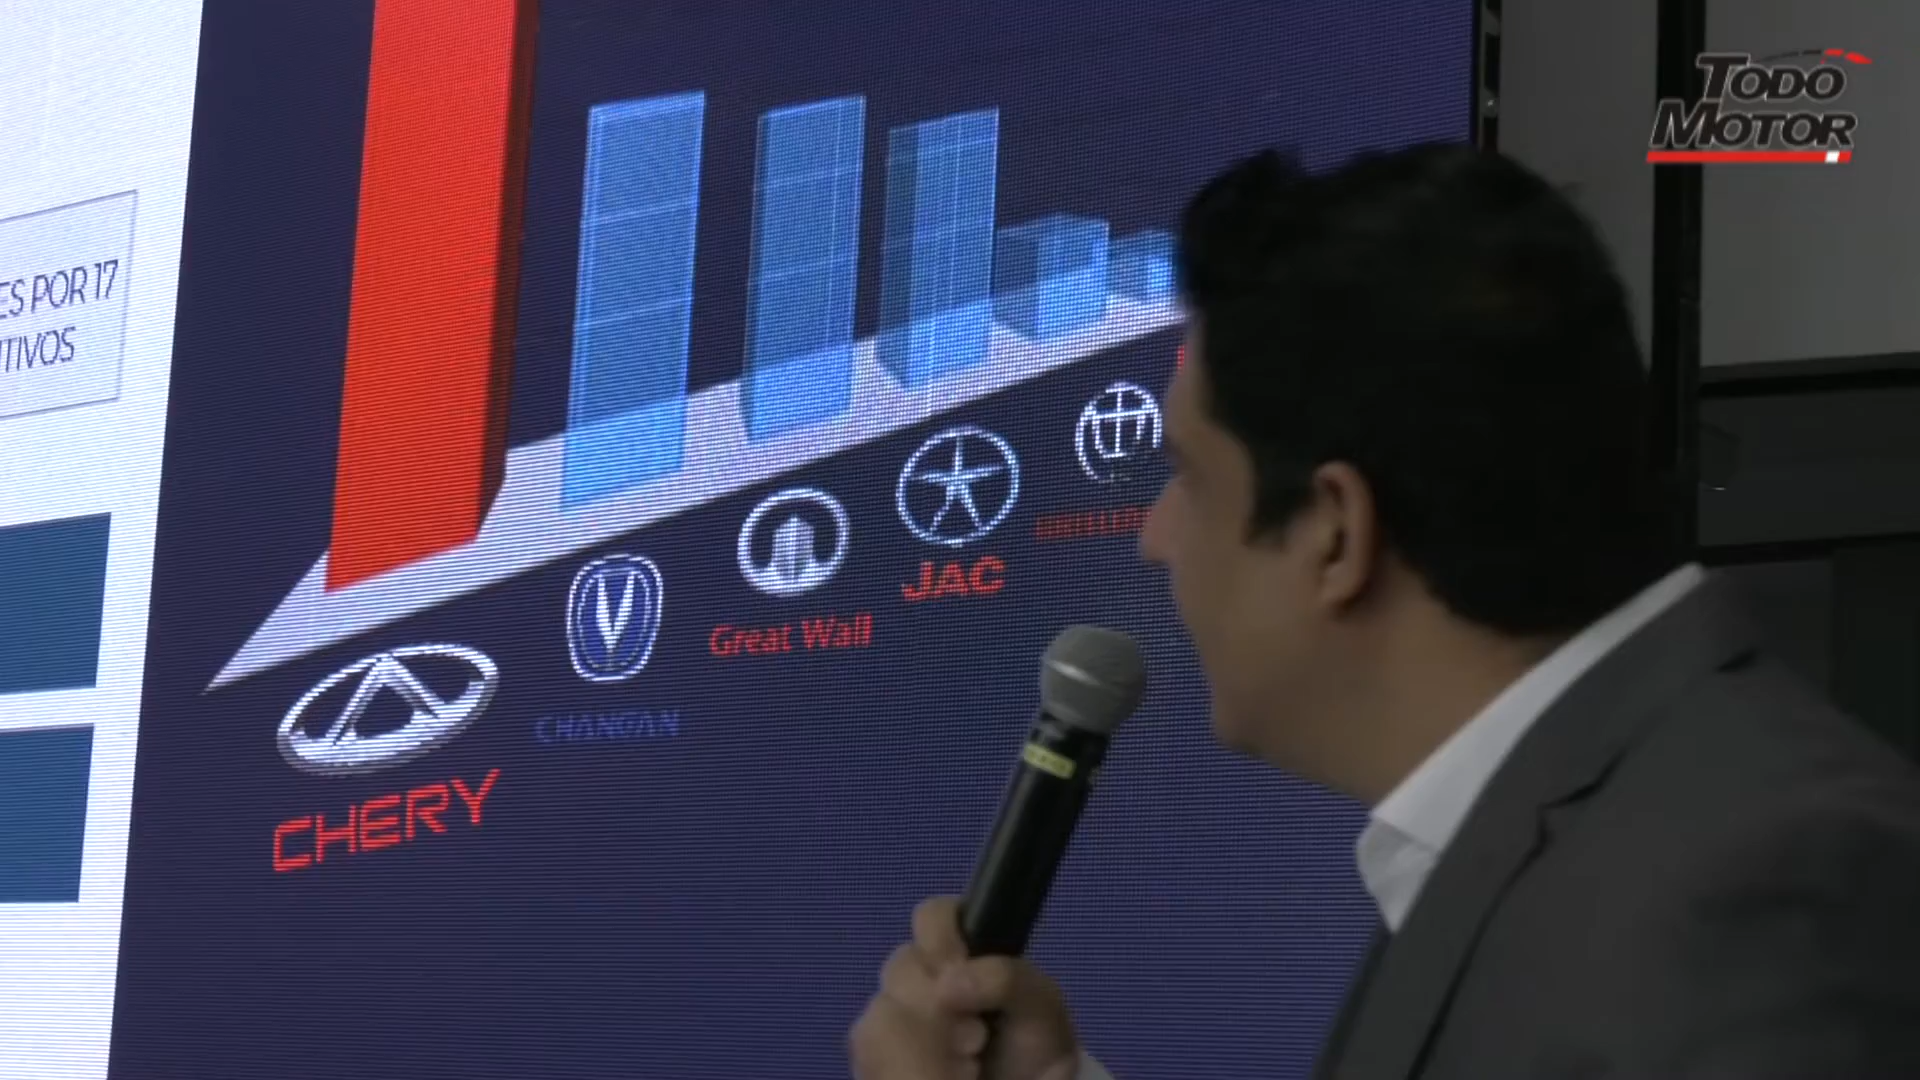 TODO
MOTOR
ES POR 17
TIVOS
CHERY
CHANGAN
Great Wall
JAC